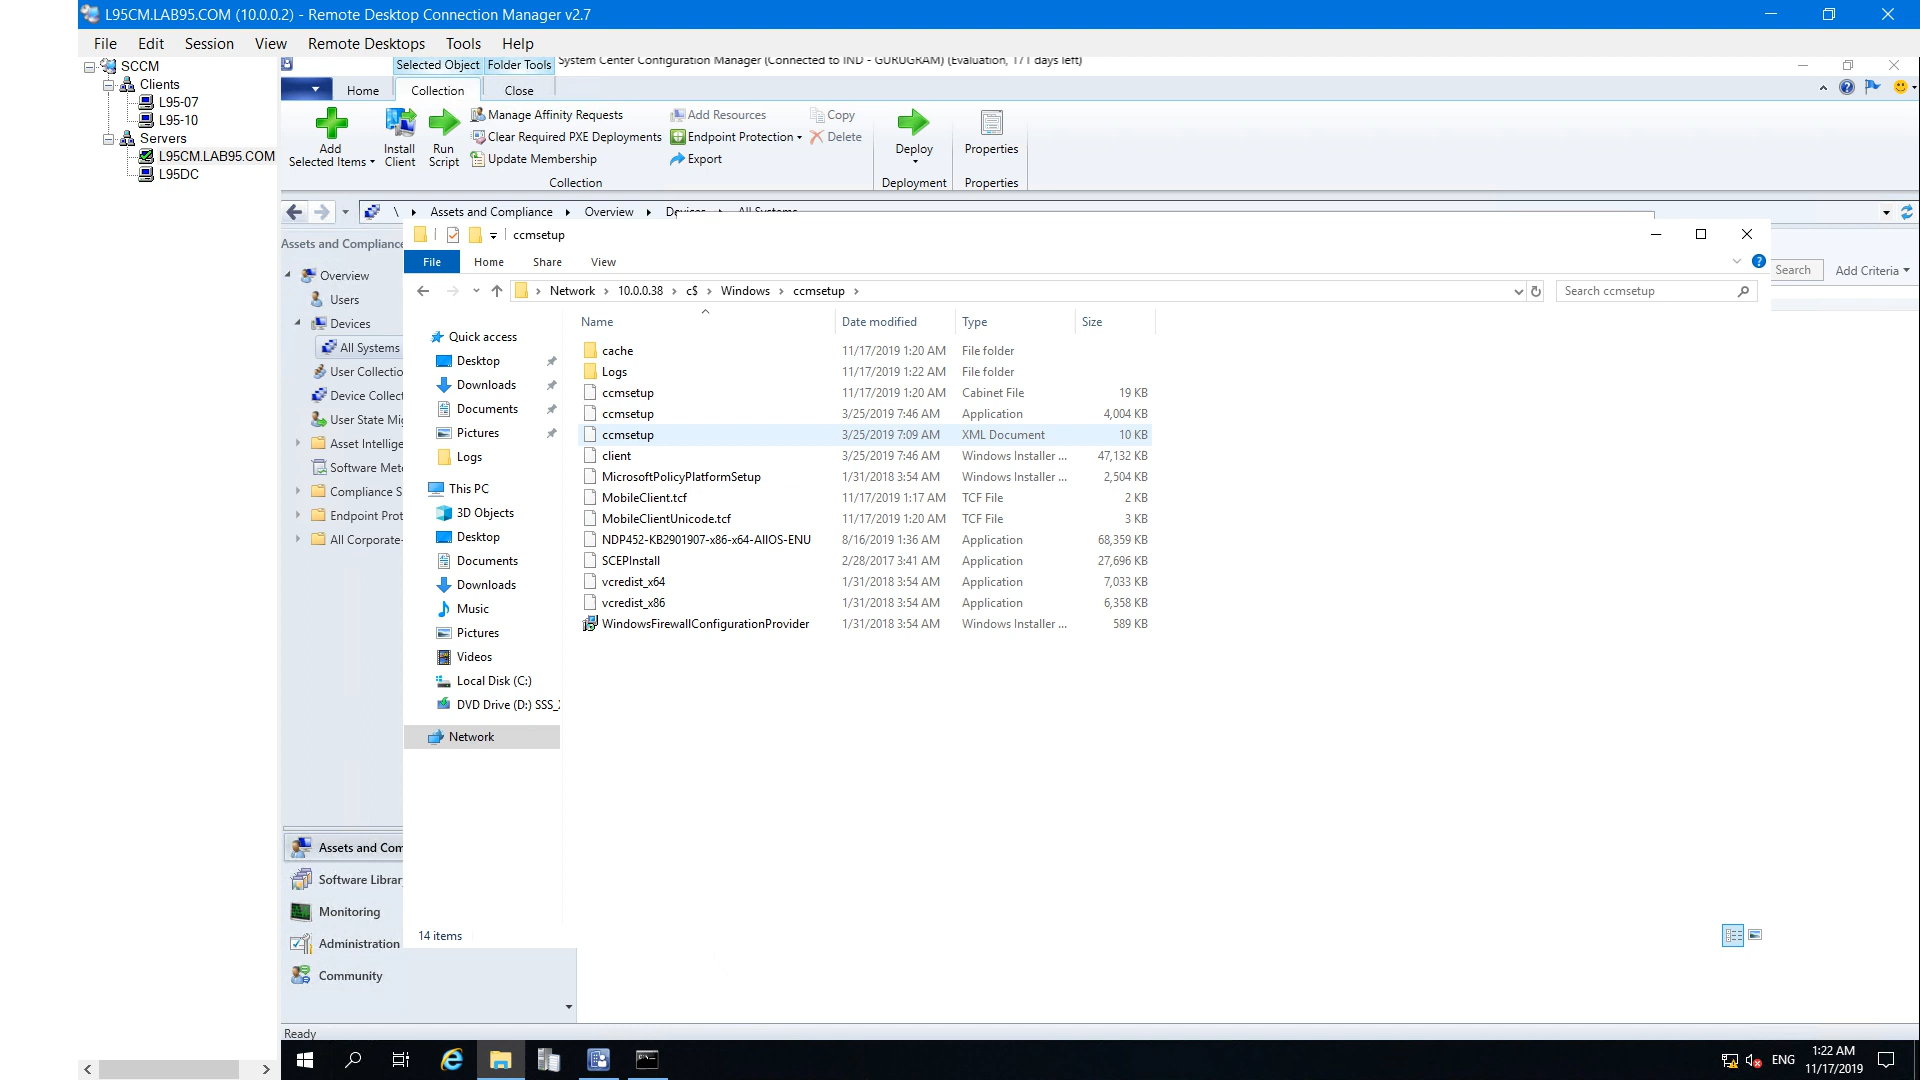 L95CM.LAB95.COM (10.0.0.2) - Remote Desktop Connection Manager v2.7
File Edit Session View Remote Desktops Tools Help
SCCM
Clients
L95-07
L95-10
Servers
L95CM.LAB95.COM
L95DC
Selected Object Folder Tools System Center Configuration Manager (Connected to IND - GURUGRAM) (Evaluation, 171 days left)
Home Collection Close
Add Selected Items
Install Client
Run Script
Manage Affinity Requests
Clear Required PXE Deployments
Update Membership
Add Resources
Endpoint Protection
Export
Copy
Delete
Deploy
Properties
Collection Deployment Properties
\ Assets and Compliance Overview Devices All Systems
Assets and Compliance
Search Add Criteria
Overview
Users
Devices
All Systems
User Collectio
Device Collect
User State Mig
Asset Intellige
Software Mete
Compliance S
Endpoint Prot
All Corporate-
Assets and Com
Software Librar
Monitoring
Administration
Community
Ready
ccmsetup
File Home Share View
Network 10.0.0.38 c$ Windows ccmsetup
Search ccmsetup
Quick access
Desktop
Downloads
Documents
Pictures
Logs
This PC
3D Objects
Desktop
Documents
Downloads
Music
Pictures
Videos
Local Disk (C:)
DVD Drive (D:) SSS_
Network
Name Date modified Type Size
cache 11/17/2019 1:20 AM File folder
Logs 11/17/2019 1:22 AM File folder
ccmsetup 11/17/2019 1:20 AM Cabinet File 19 KB
ccmsetup 3/25/2019 7:46 AM Application 4,004 KB
ccmsetup 3/25/2019 7:09 AM XML Document 10 KB
client 3/25/2019 7:46 AM Windows Installer ... 47,132 KB
MicrosoftPolicyPlatformSetup 1/31/2018 3:54 AM Windows Installer ... 2,504 KB
MobileClient.tcf 11/17/2019 1:17 AM TCF File 2 KB
MobileClientUnicode.tcf 11/17/2019 1:20 AM TCF File 3 KB
NDP452-KB2901907-x86-x64-AllOS-ENU 8/16/2019 1:36 AM Application 68,359 KB
SCEPInstall 2/28/2017 3:41 AM Application 27,696 KB
vcredist_x64 1/31/2018 3:54 AM Application 7,033 KB
vcredist_x86 1/31/2018 3:54 AM Application 6,358 KB
WindowsFirewallConfigurationProvider 1/31/2018 3:54 AM Windows Installer ... 589 KB
14 items
ENG
1:22 AM
11/17/2019